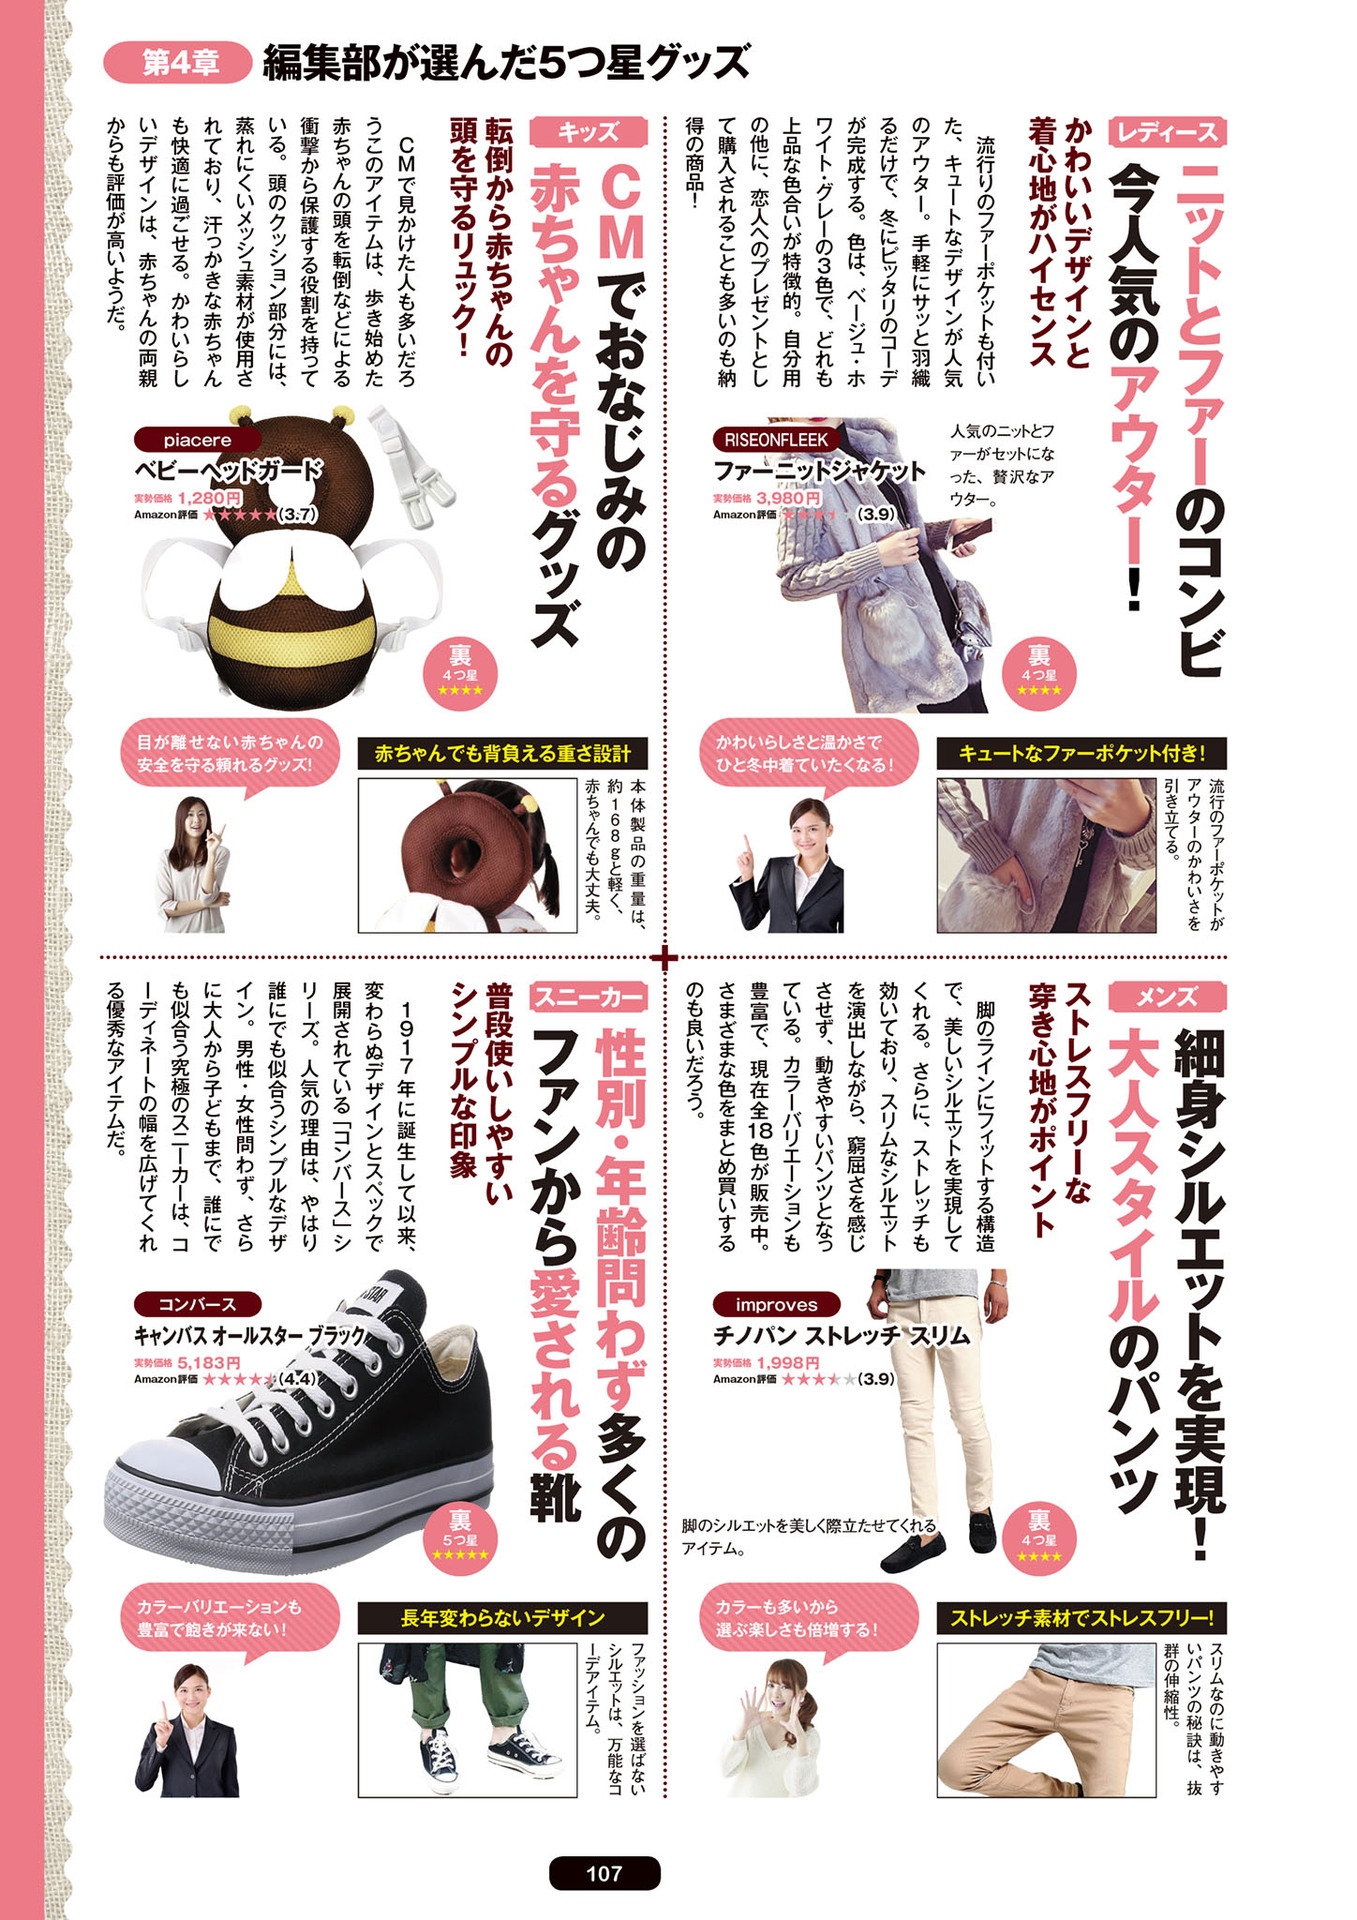 第4章 編集部が選んだ5つ星グッズ
レディース
ニットとファーのコンビ
今人気のアウター！
かわいいデザインと
着心地がハイセンス
流行りのファーポケットも付い
た、キュートなデザインが人気
のアウター。手軽にサッと羽織
るだけで、冬にピッタリのコーデ
が完成する。色は、ベージュ・ホ
ワイト・グレーの3色で、どれも
上品な色合いが特徴的。自分用
の他に、恋人へのプレゼントとし
て購入されることも多いのも納
得の商品！
人気のニットとフ
ァーがセットにな
った、贅沢なア
ウター。
RISEONFLEEK
ファーニットジャケット
実勢価格 3,980円
Amazon評価 ★★★★★(3.9)
裏
4つ星
★★★★
かわいらしさと温かさで
ひと冬中着ていたくなる！
キュートなファーポケット付き！
流行のファーポケットが
アウターのかわいさを
引き立てる。
キッズ
CMでおなじみの
赤ちゃんを守るグッズ
転倒から赤ちゃんの
頭を守るリュック！
CMで見かけた人も多いだろ
うこのアイテムは、歩き始めた
赤ちゃんの頭を転倒などによる
衝撃から保護する役割を持って
いる。頭のクッション部分には、
蒸れにくいメッシュ素材が使用さ
れており、汗っかきな赤ちゃん
も快適に過ごせる。かわいらし
いデザインは、赤ちゃんの両親
からも評価が高いようだ。
piacere
ベビーヘッドガード
実勢価格 1,280円
Amazon評価 ★★★★★(3.7)
裏
4つ星
★★★★
目が離せない赤ちゃんの
安全を守る頼れるグッズ！
赤ちゃんでも背負える重さ設計
本体製品の重量は、
約168gと軽く、
赤ちゃんでも大丈夫。
メンズ
細身シルエットを実現！
大人スタイルのパンツ
ストレスフリーな
穿き心地がポイント
脚のラインにフィットする構造
で、美しいシルエットを実現して
くれる。さらに、ストレッチも
効いており、スリムなシルエット
を演出しながら、窮屈さを感じ
させず、動きやすいパンツとなっ
ている。カラーバリエーションも
豊富で、現在全18色が販売中。
さまざまな色をまとめ買いする
のも良いだろう。
improves
チノパン ストレッチ スリム
実勢価格 1,998円
Amazon評価 ★★★★★(3.9)
脚のシルエットを美しく際立たせてくれる
アイテム。
裏
4つ星
★★★★
カラーも多いから
選ぶ楽しさも倍増する！
ストレッチ素材でストレスフリー！
スリムなのに動きやす
いパンツの秘訣は、抜
群の伸縮性。
スニーカー
性別・年齢問わず多くの
ファンから愛される靴
普段使いしやすい
シンプルな印象
1917年に誕生して以来、
変わらぬデザインとスペックで
展開されている「コンバース」シ
リーズ。人気の理由は、やはり
誰にでも似合うシンプルなデザ
イン。男性・女性問わず、さら
に大人から子どもまで、誰にで
も似合う究極のスニーカーは、コ
ーディネートの幅を広げてくれ
る優秀なアイテムだ。
コンバース
キャンバス オールスター ブラック
実勢価格 5,183円
Amazon評価 ★★★★★(4.4)
STAR
裏
5つ星
★★★★★
カラーバリエーションも
豊富で飽きが来ない！
長年変わらないデザイン
ファッションを選ばない
シルエットは、万能なコ
ーデアイテム。
107